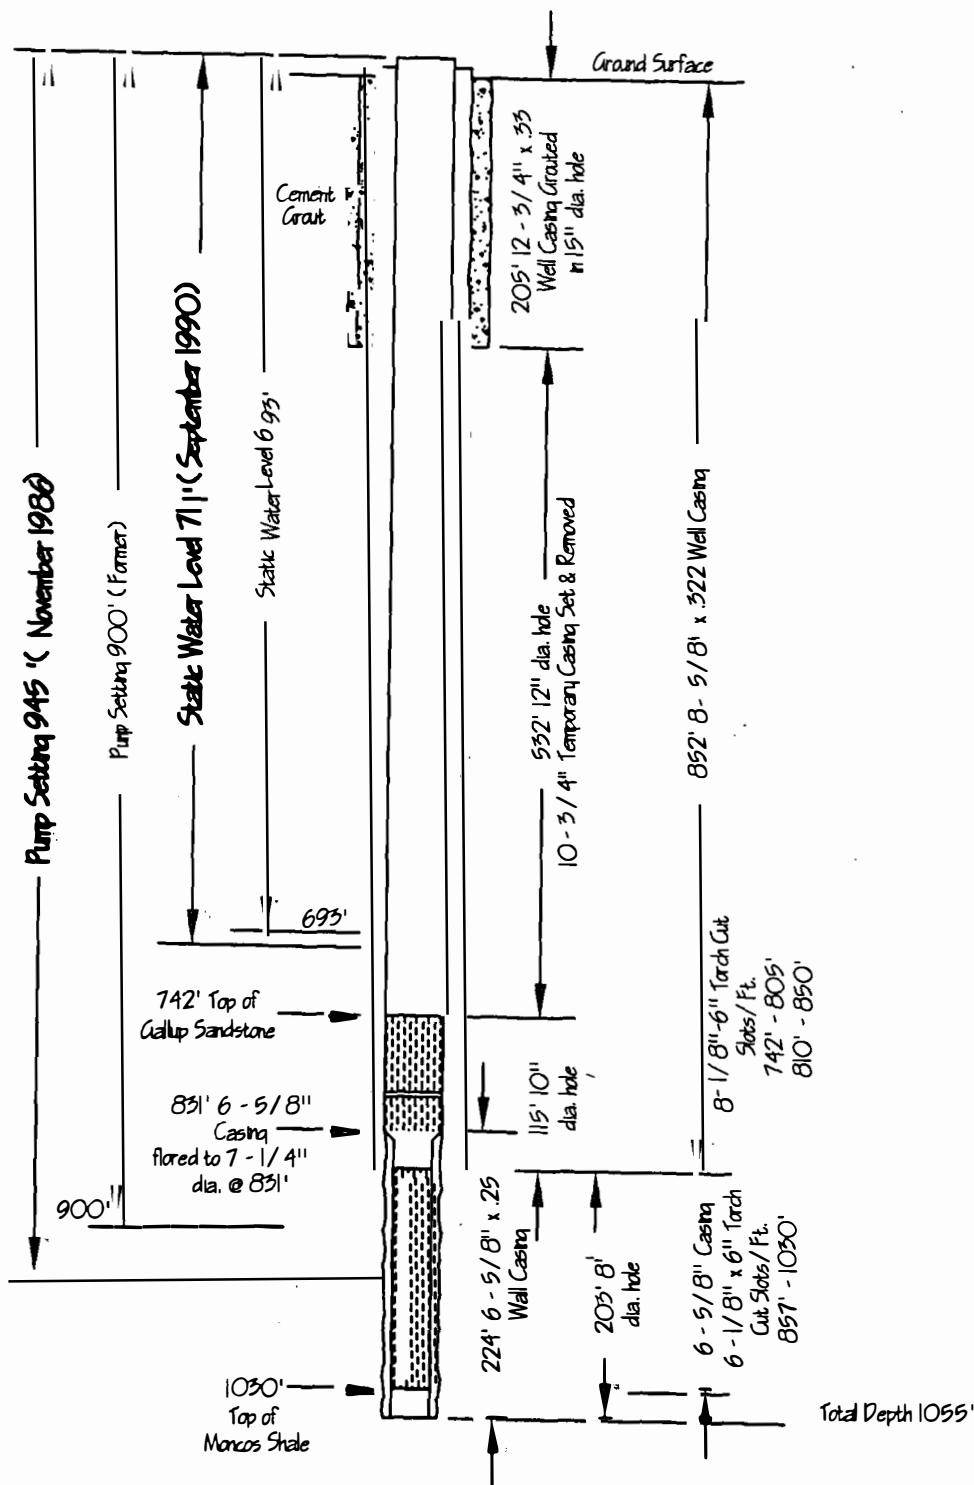 Ground Surface
Cement
Grout
205' 12 - 3/4" x .33
Well Casing Grouted
in 15" dia. hole
Pump Setting 945 '( November 1986)
Pump Setting 900' ( Former)
Static Water Level 711'( September 1990)
Static Water Level 693'
532' 12" dia. hole
10 - 3/4" Temporary Casing Set & Removed
852' 8 - 5/8' x .322 Well Casing
693'
742' Top of
Gallup Sandstone
831' 6 - 5/8"
Casing
flored to 7 - 1/4"
dia. @ 831'
900'
115' 10"
dia. hole
8 - 1/8"-6" Torch Cut
Slots/Ft.
742' - 805'
810' - 850'
224' 6 - 5/8" x .25
Wall Casing
203' 8'
dia. hole
6 - 5/8" Casing
6 - 1/8" x 6" Torch
Cut Slots/Ft.
857' - 1030'
1030'
Top of
Moncos Shale
Total Depth 1055'